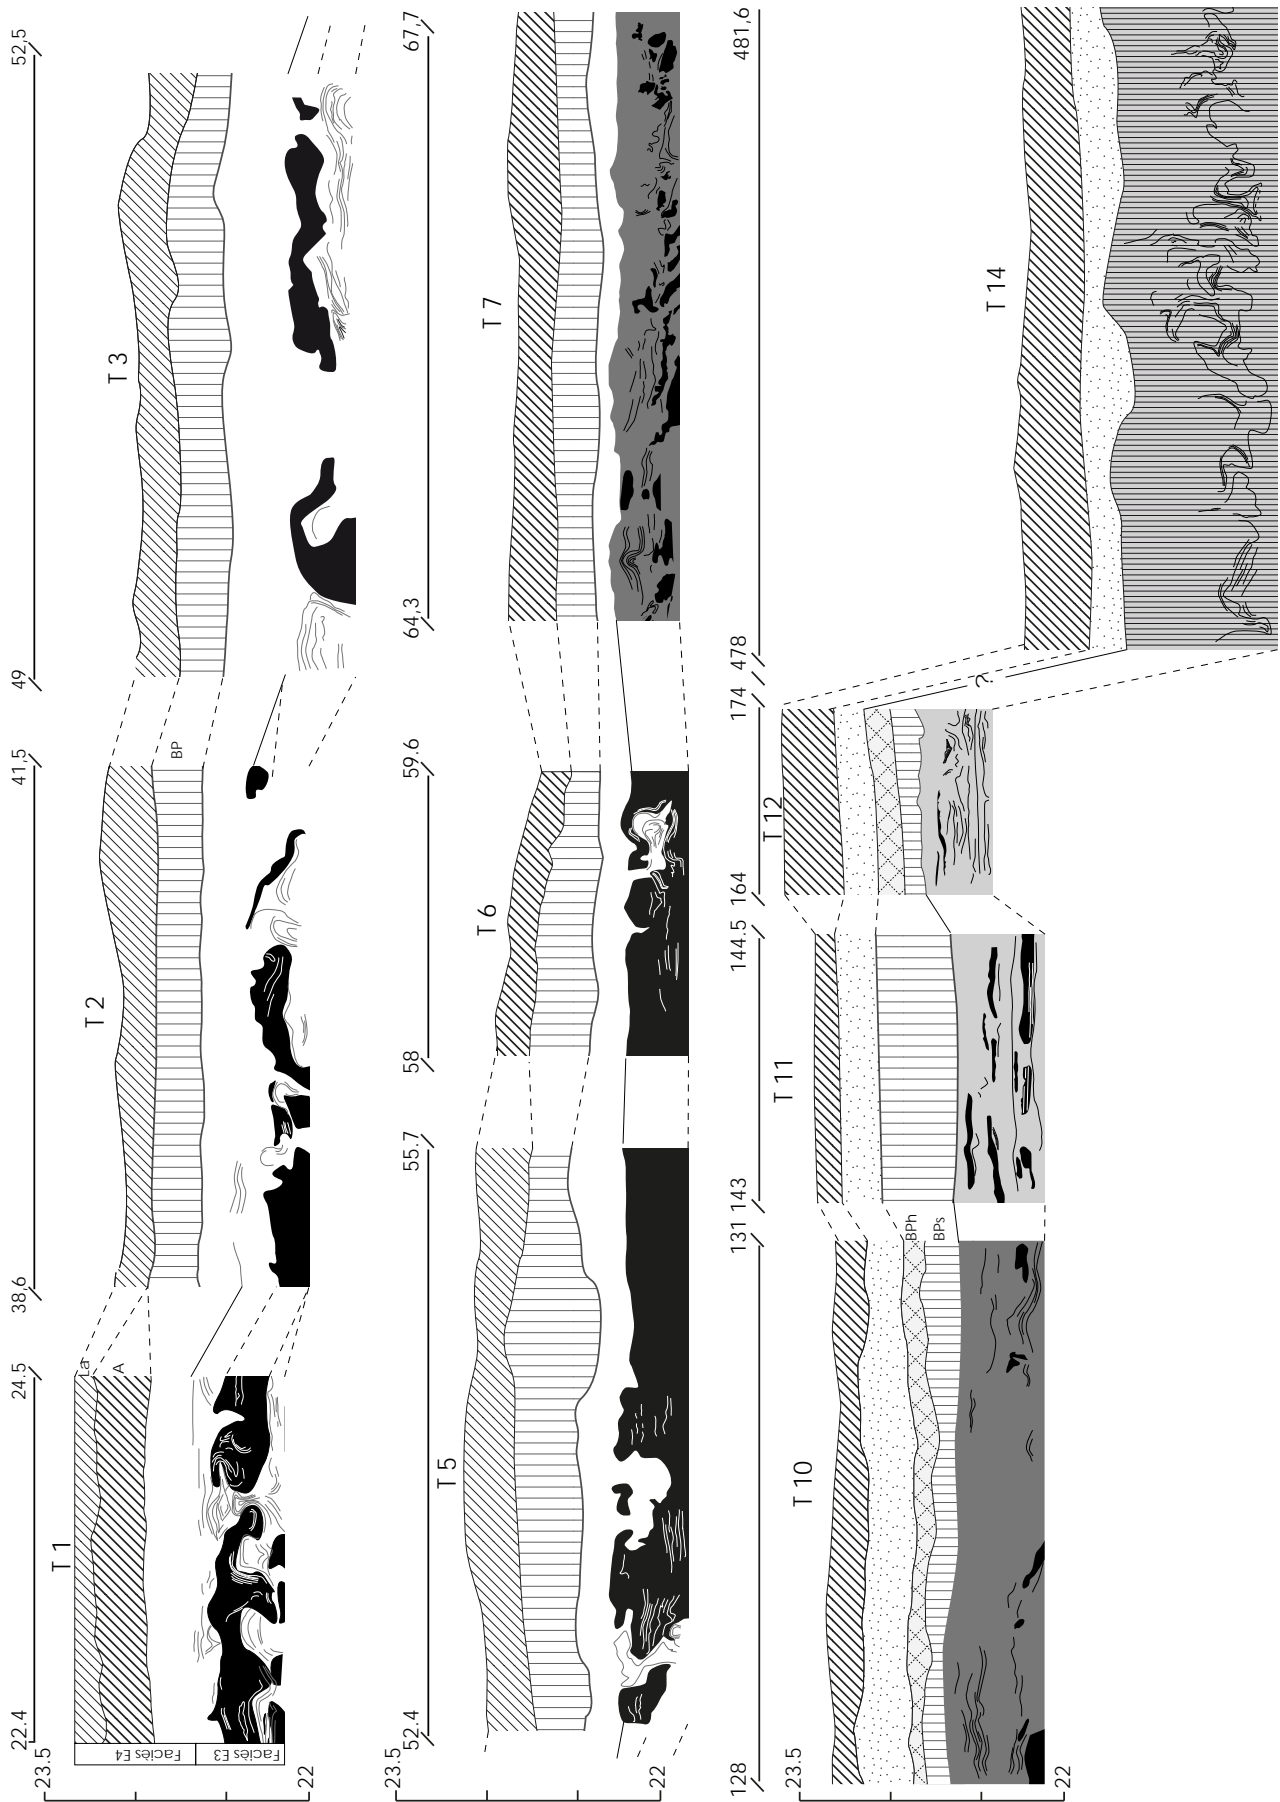 22.4 24.5 38,6 41,5 49 52,5
23.5
T 1
T 2
T 3
La
A
BP
Faciès E4
Faciès E3
22
52.4 55.7 58 59.6 64,3 67,7
23.5
T 5
T 6
T 7
22
128 131 143 144.5 164 174 478 481,6
23.5
T 10
T 11
T 12
T 14
BPh
BPs
?
22